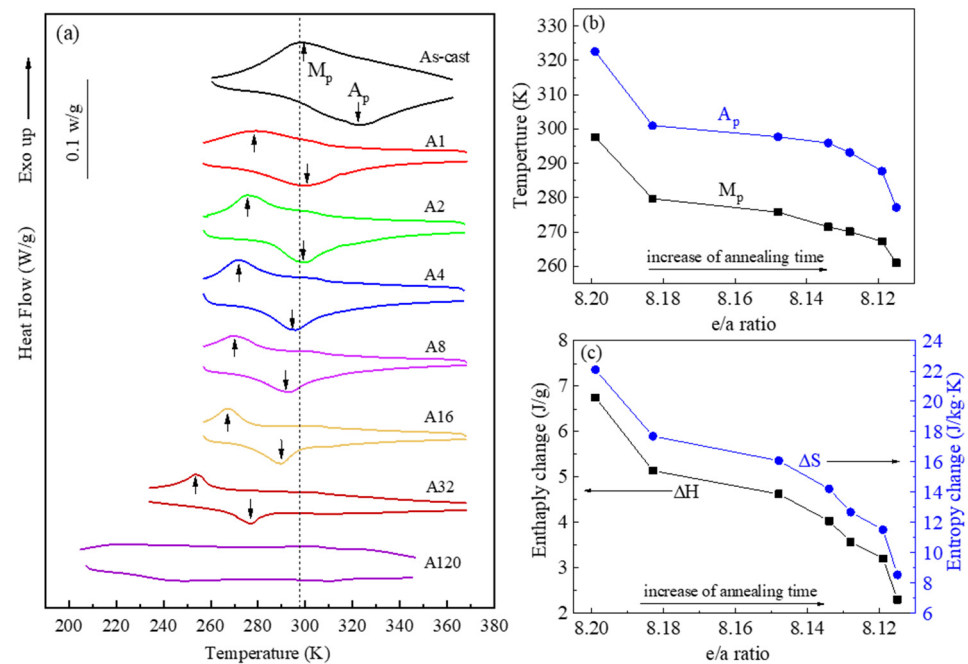 (a)
As-cast
Mp
Ap
0.1 w/g
Exo up
Heat Flow (W/g)
A1
A2
A4
A8
A16
A32
A120
200 220 240 260 280 300 320 340 360 380
Temperature (K)
(b)
330
320
310
300
290
280
270
260
Temperture (K)
Ap
Mp
increase of annealing time
8.20 8.18 8.16 8.14 8.12
e/a ratio
(c)
8
7
6
5
4
3
2
Enthaply change (J/g)
24
22
20
18
16
14
12
10
8
6
Entropy change (J/kg·K)
ΔS
ΔH
increase of annealing time
8.20 8.18 8.16 8.14 8.12
e/a ratio